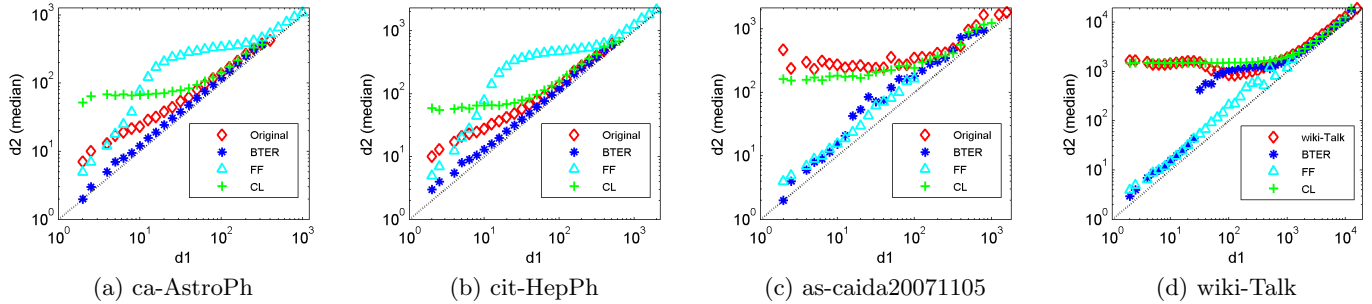 10^3
10^2
10^1
10^0
d2 (median)
Original
BTER
FF
CL
10^0 10^1 10^2 10^3
d1
(a) ca-AstroPh
10^4
10^3
10^2
10^1
10^0
d2 (median)
Original
BTER
FF
CL
10^0 10^1 10^2 10^3
d1
(b) cit-HepPh
10^3
10^2
10^1
10^0
d2 (median)
Original
BTER
FF
CL
10^0 10^1 10^2 10^3
d1
(c) as-caida20071105
10^4
10^3
10^2
10^1
10^0
d2 (median)
wiki-Talk
BTER
FF
CL
10^0 10^1 10^2 10^3 10^4
d1
(d) wiki-Talk